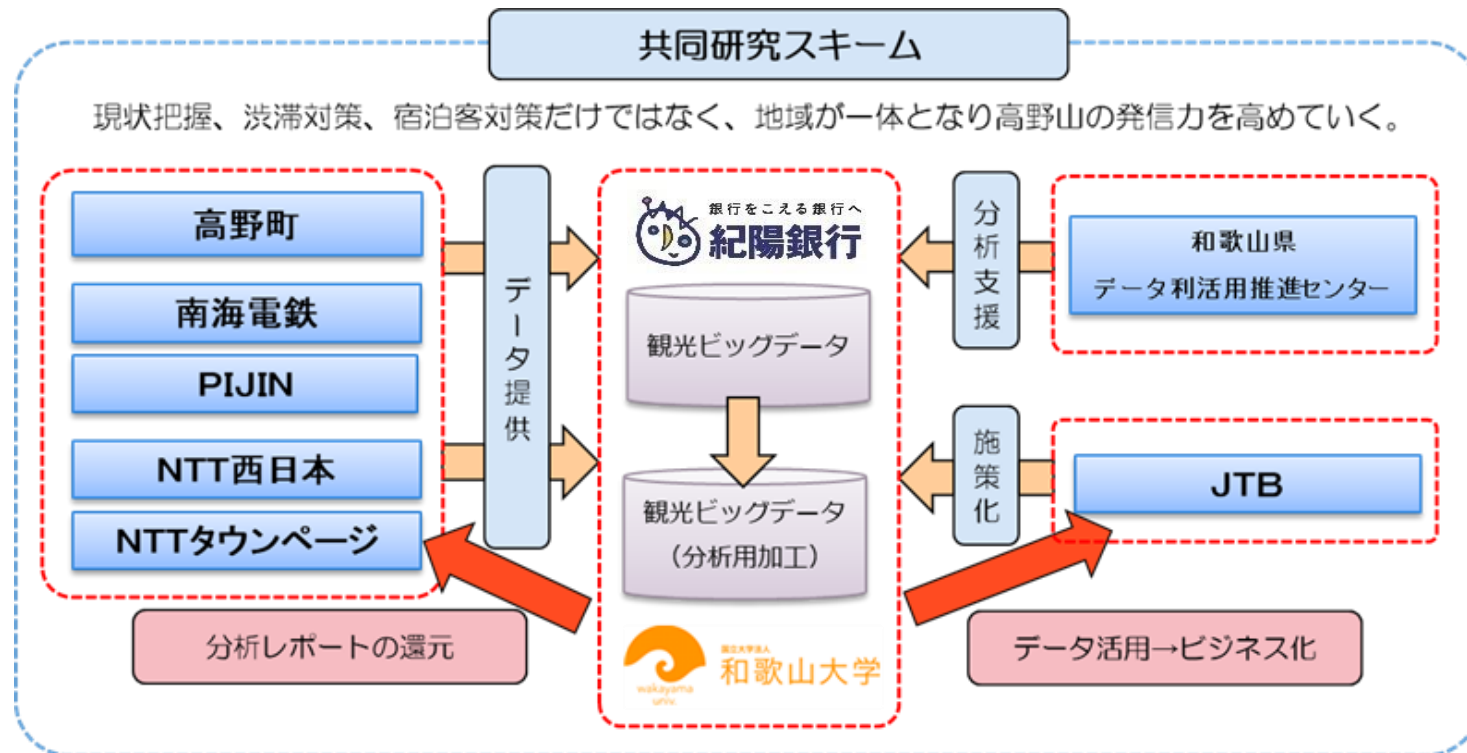 共同研究スキーム
現状把握、渋滞対策、宿泊客対策だけではなく、地域が一体となり高野山の発信力を高めていく。
高野町
南海電鉄
PIJIN
NTT西日本
NTTタウンページ
データ提供
分析レポートの還元
銀行をこえる銀行へ
紀陽銀行
観光ビッグデータ
観光ビッグデータ
（分析用加工）
国立大学法人
和歌山大学
wakayama
univ.
分析支援
和歌山県
データ利活用推進センター
施策化
JTB
データ活用→ビジネス化